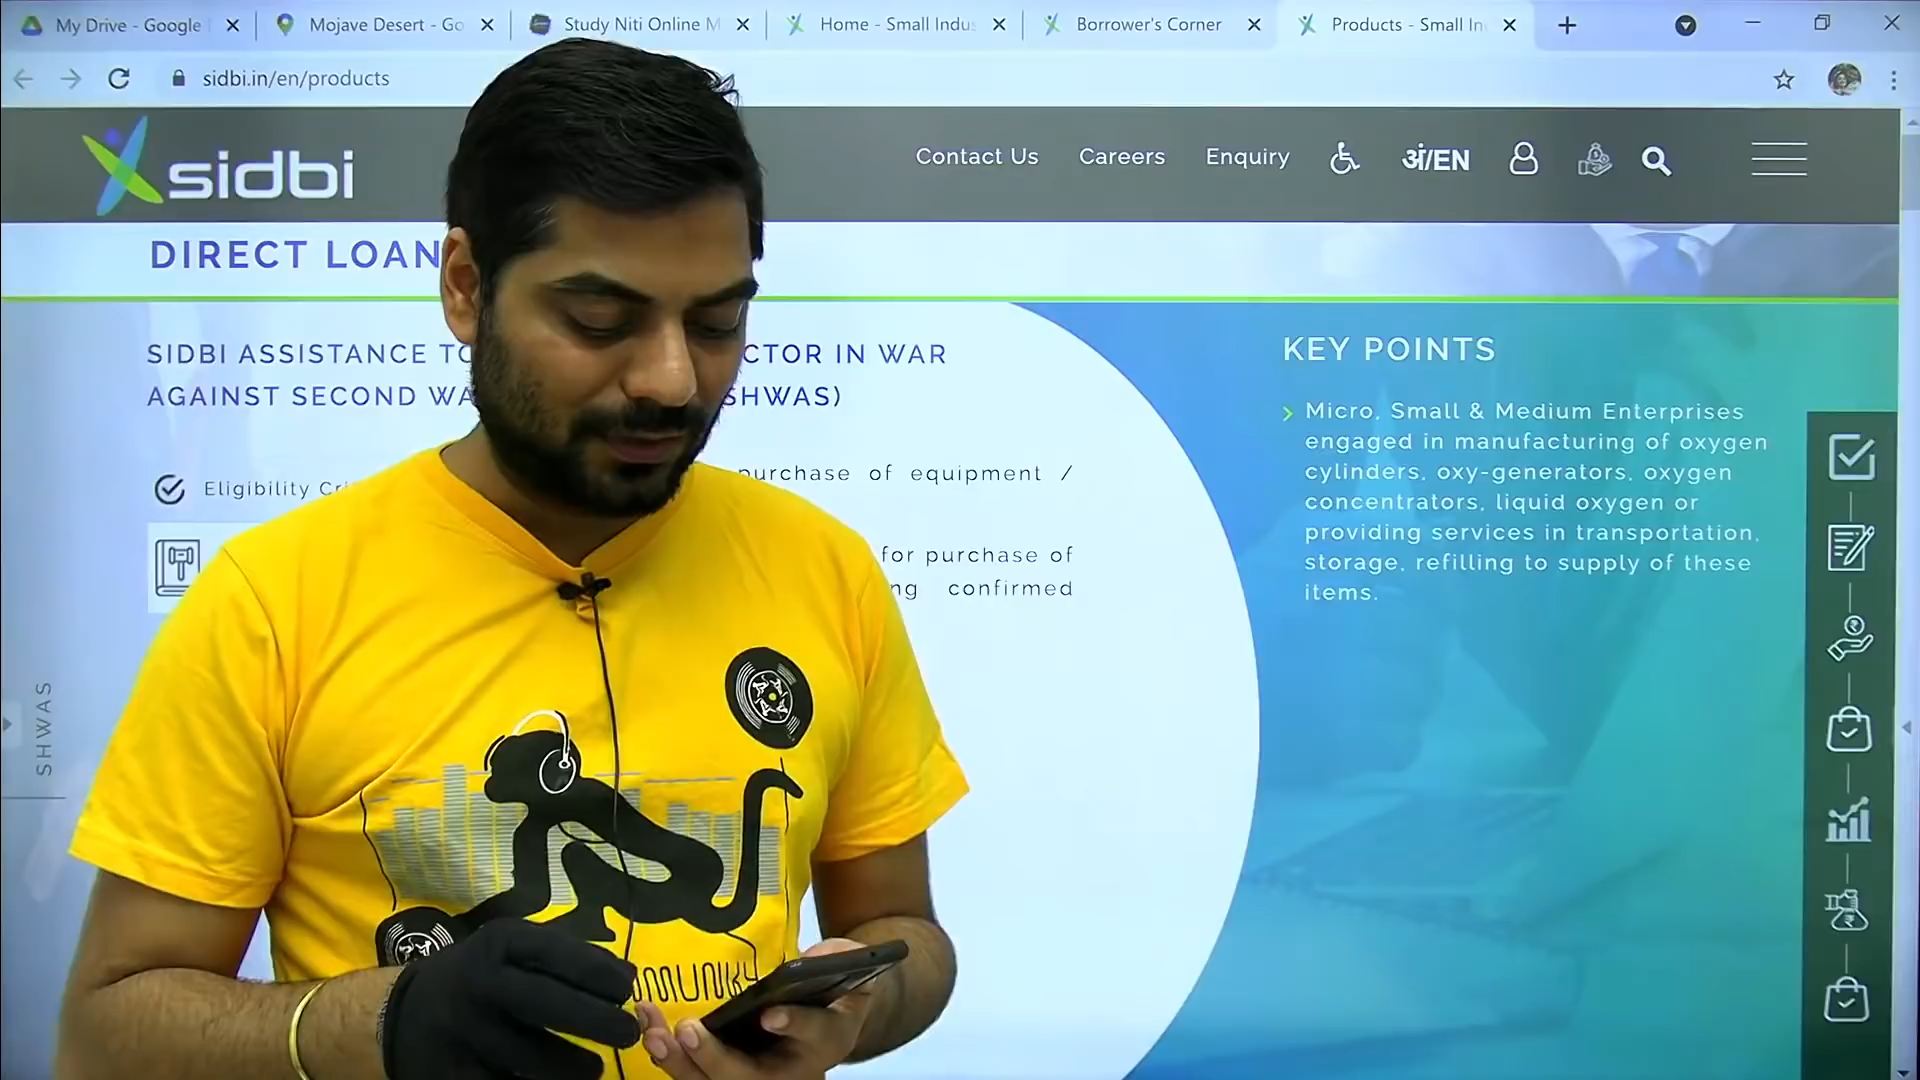 My Drive - Google
Mojave Desert - Go
Study Niti Online M
Home - Small Indus
Borrower's Corner
Products - Small In
sidbi.in/en/products
sidbi
Contact Us
Careers
Enquiry
अं/EN
DIRECT LOAN
SIDBI ASSISTANCE TO
CTOR IN WAR
AGAINST SECOND WA
SHWAS)
Eligibility Cri
purchase of equipment /
for purchase of
ng confirmed
SHWAS
KEY POINTS
Micro, Small & Medium Enterprises
engaged in manufacturing of oxygen
cylinders, oxy-generators, oxygen
concentrators, liquid oxygen or
providing services in transportation,
storage, refilling to supply of these
items.